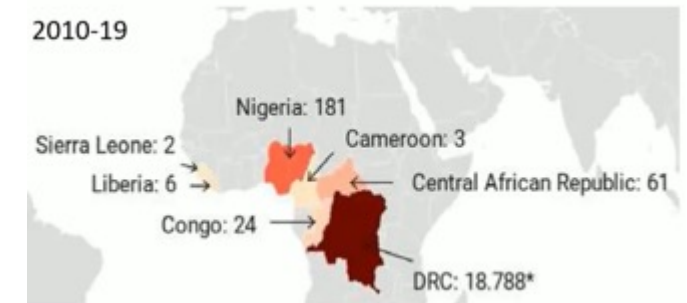 2010-19
Nigeria: 181
Sierra Leone: 2
Cameroon: 3
Liberia: 6
Central African Republic: 61
Congo: 24
DRC: 18.788*